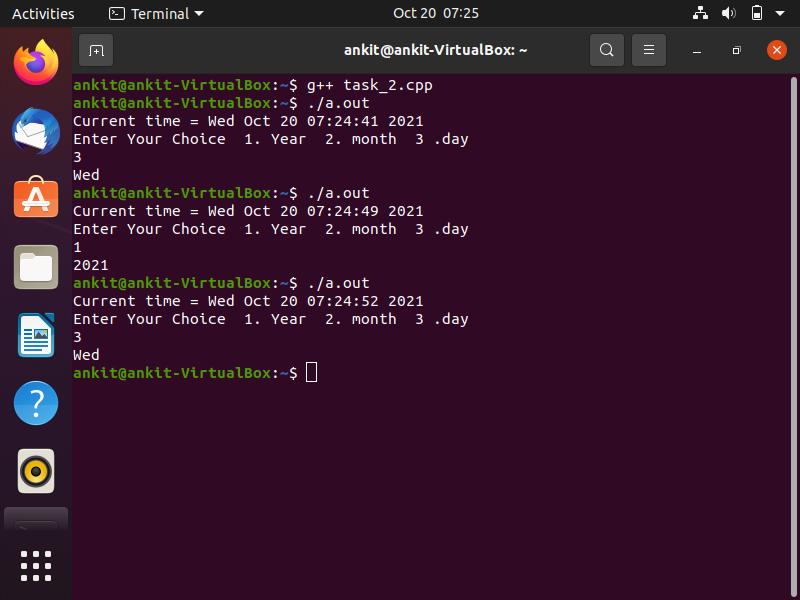 Activities Terminal Oct 20 07:25
ankit@ankit-VirtualBox: ~
ankit@ankit-VirtualBox:~$ g++ task_2.cpp
ankit@ankit-VirtualBox:~$ ./a.out
Current time = Wed Oct 20 07:24:41 2021
Enter Your Choice  1. Year  2. month  3 .day
3
Wed
ankit@ankit-VirtualBox:~$ ./a.out
Current time = Wed Oct 20 07:24:49 2021
Enter Your Choice  1. Year  2. month  3 .day
1
2021
ankit@ankit-VirtualBox:~$ ./a.out
Current time = Wed Oct 20 07:24:52 2021
Enter Your Choice  1. Year  2. month  3 .day
3
Wed
ankit@ankit-VirtualBox:~$